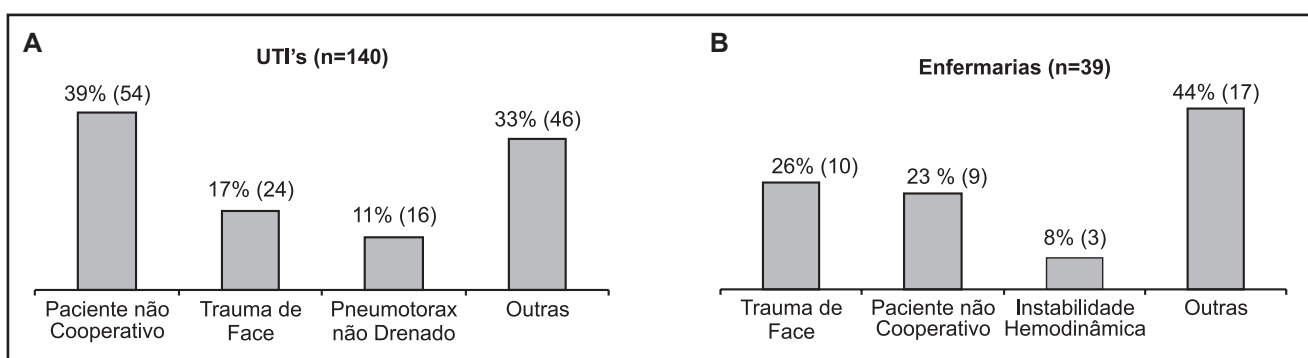 A
UTI's (n=140)
39% (54)
17% (24)
11% (16)
33% (46)
Paciente não
Cooperativo
Trauma de
Face
Pneumotorax
não Drenado
Outras
B
Enfermarias (n=39)
26% (10)
23 % (9)
8% (3)
44% (17)
Trauma de
Face
Paciente não
Cooperativo
Instabilidade
Hemodinâmica
Outras